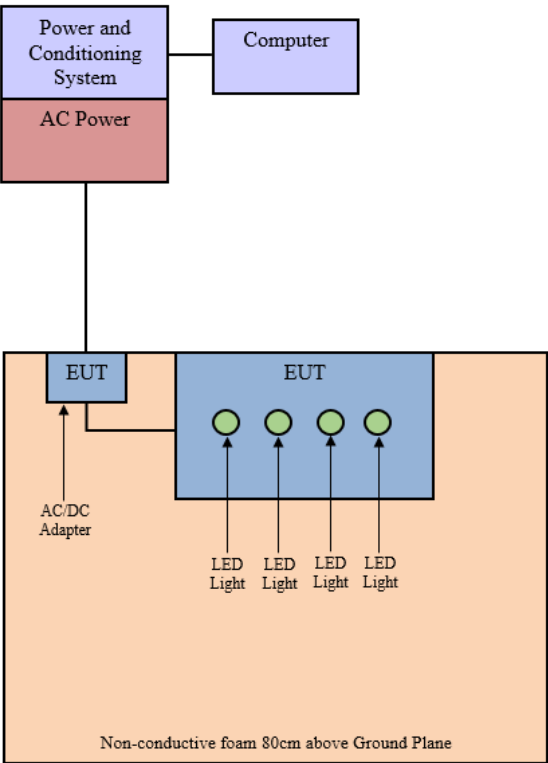 Power and
Conditioning
System
Computer
AC Power
EUT
EUT
AC/DC
Adapter
LED
Light
LED
Light
LED
Light
LED
Light
Non-conductive foam 80cm above Ground Plane